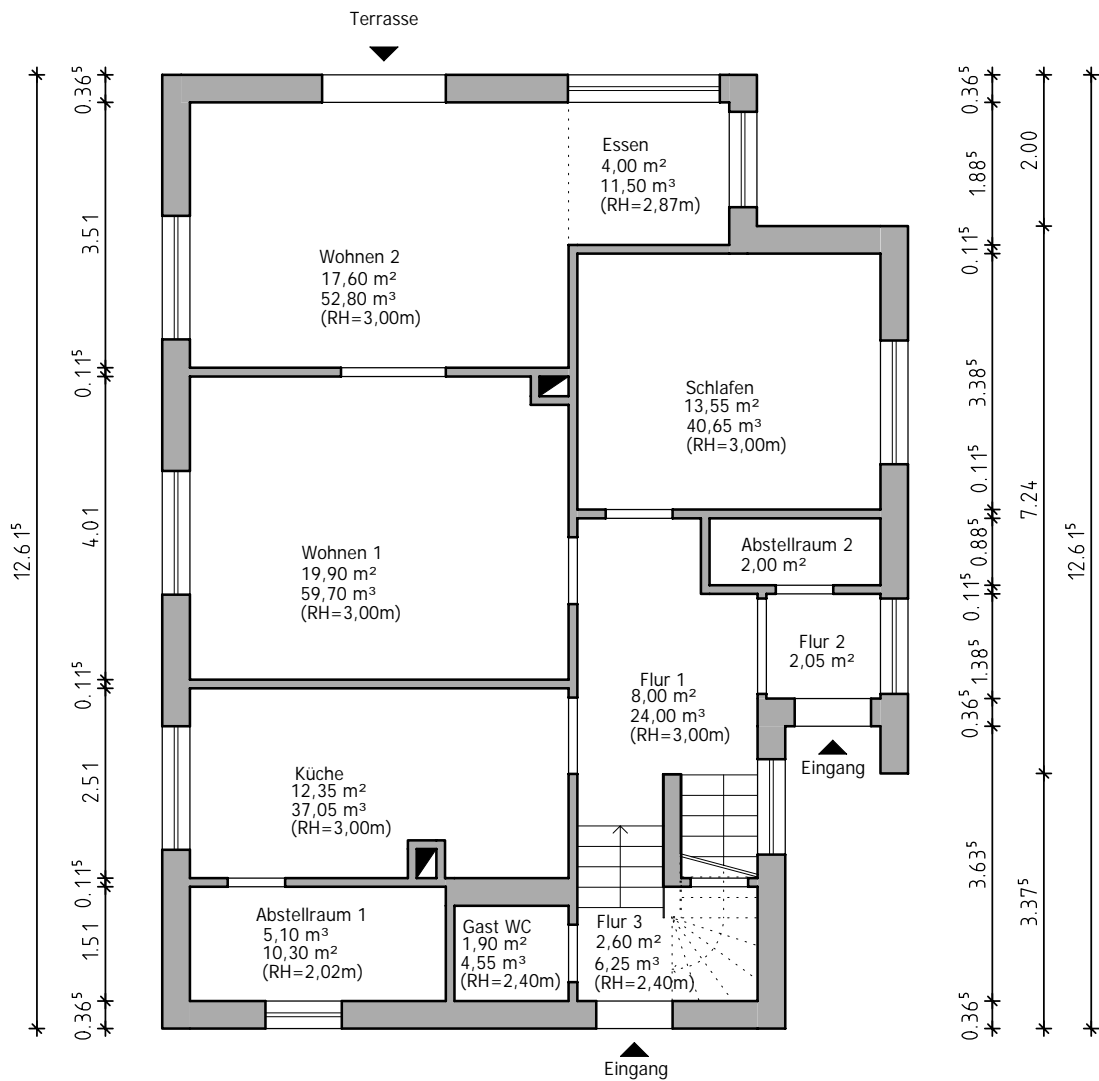 Terrasse
Essen
4,00 m²
11,50 m³
(RH=2,87m)
Wohnen 2
17,60 m²
52,80 m³
(RH=3,00m)
Schlafen
13,55 m²
40,65 m³
(RH=3,00m)
Wohnen 1
19,90 m²
59,70 m³
(RH=3,00m)
Abstellraum 2
2,00 m²
Flur 2
2,05 m²
Flur 1
8,00 m²
24,00 m³
(RH=3,00m)
Eingang
Küche
12,35 m²
37,05 m³
(RH=3,00m)
Abstellraum 1
5,10 m³
10,30 m²
(RH=2,02m)
Gast WC
1,90 m²
4,55 m³
(RH=2,40m)
Flur 3
2,60 m²
6,25 m³
(RH=2,40m)
Eingang
12.61⁵
0.36⁵
3.51
0.11⁵
4.01
0.11⁵
2.51
0.11⁵
1.51
0.36⁵
0.36⁵
1.88⁵
0.11⁵
3.38⁵
0.11⁵
0.88⁵
0.11⁵
1.38⁵
0.36⁵
3.63⁵
0.36⁵
2.00
7.24
3.37⁵
12.61⁵